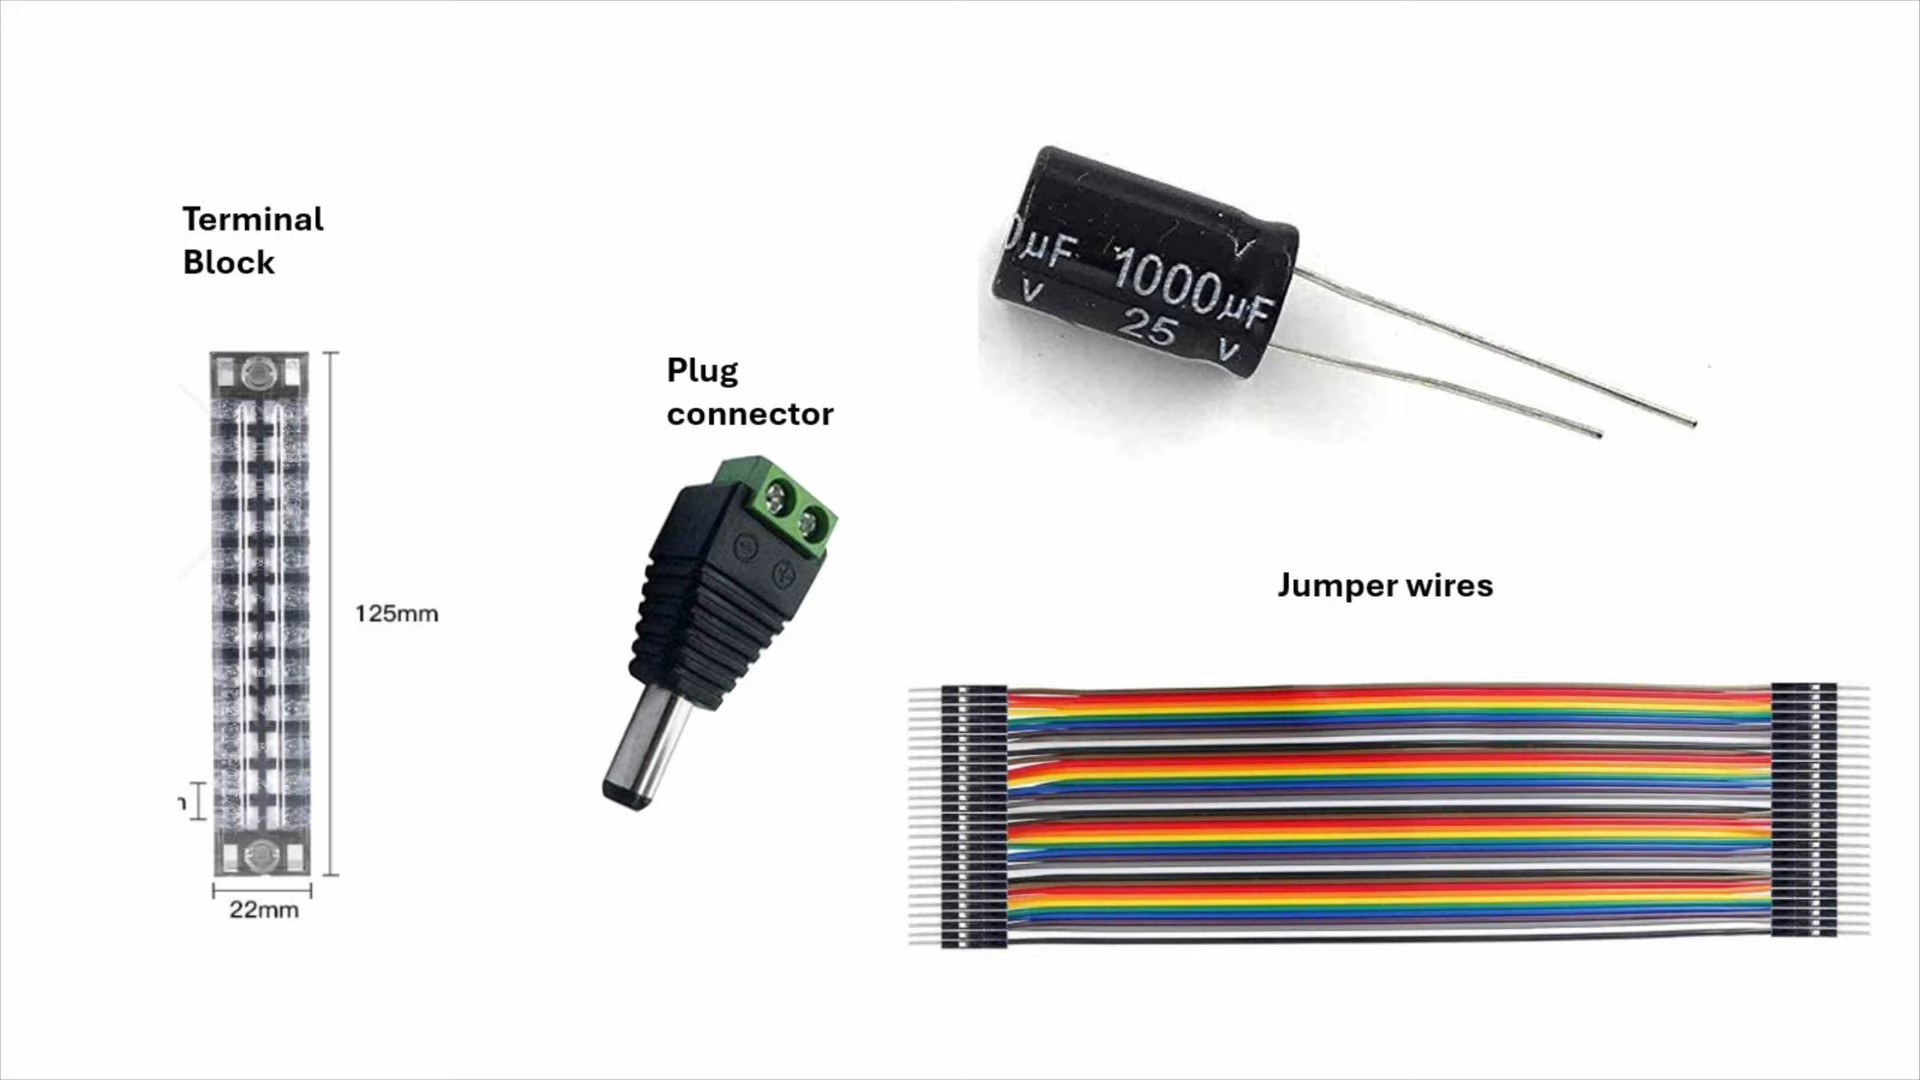 Terminal
Block
125mm
22mm
Plug
connector
µF 1000µF
V 25 V
V
Jumper wires